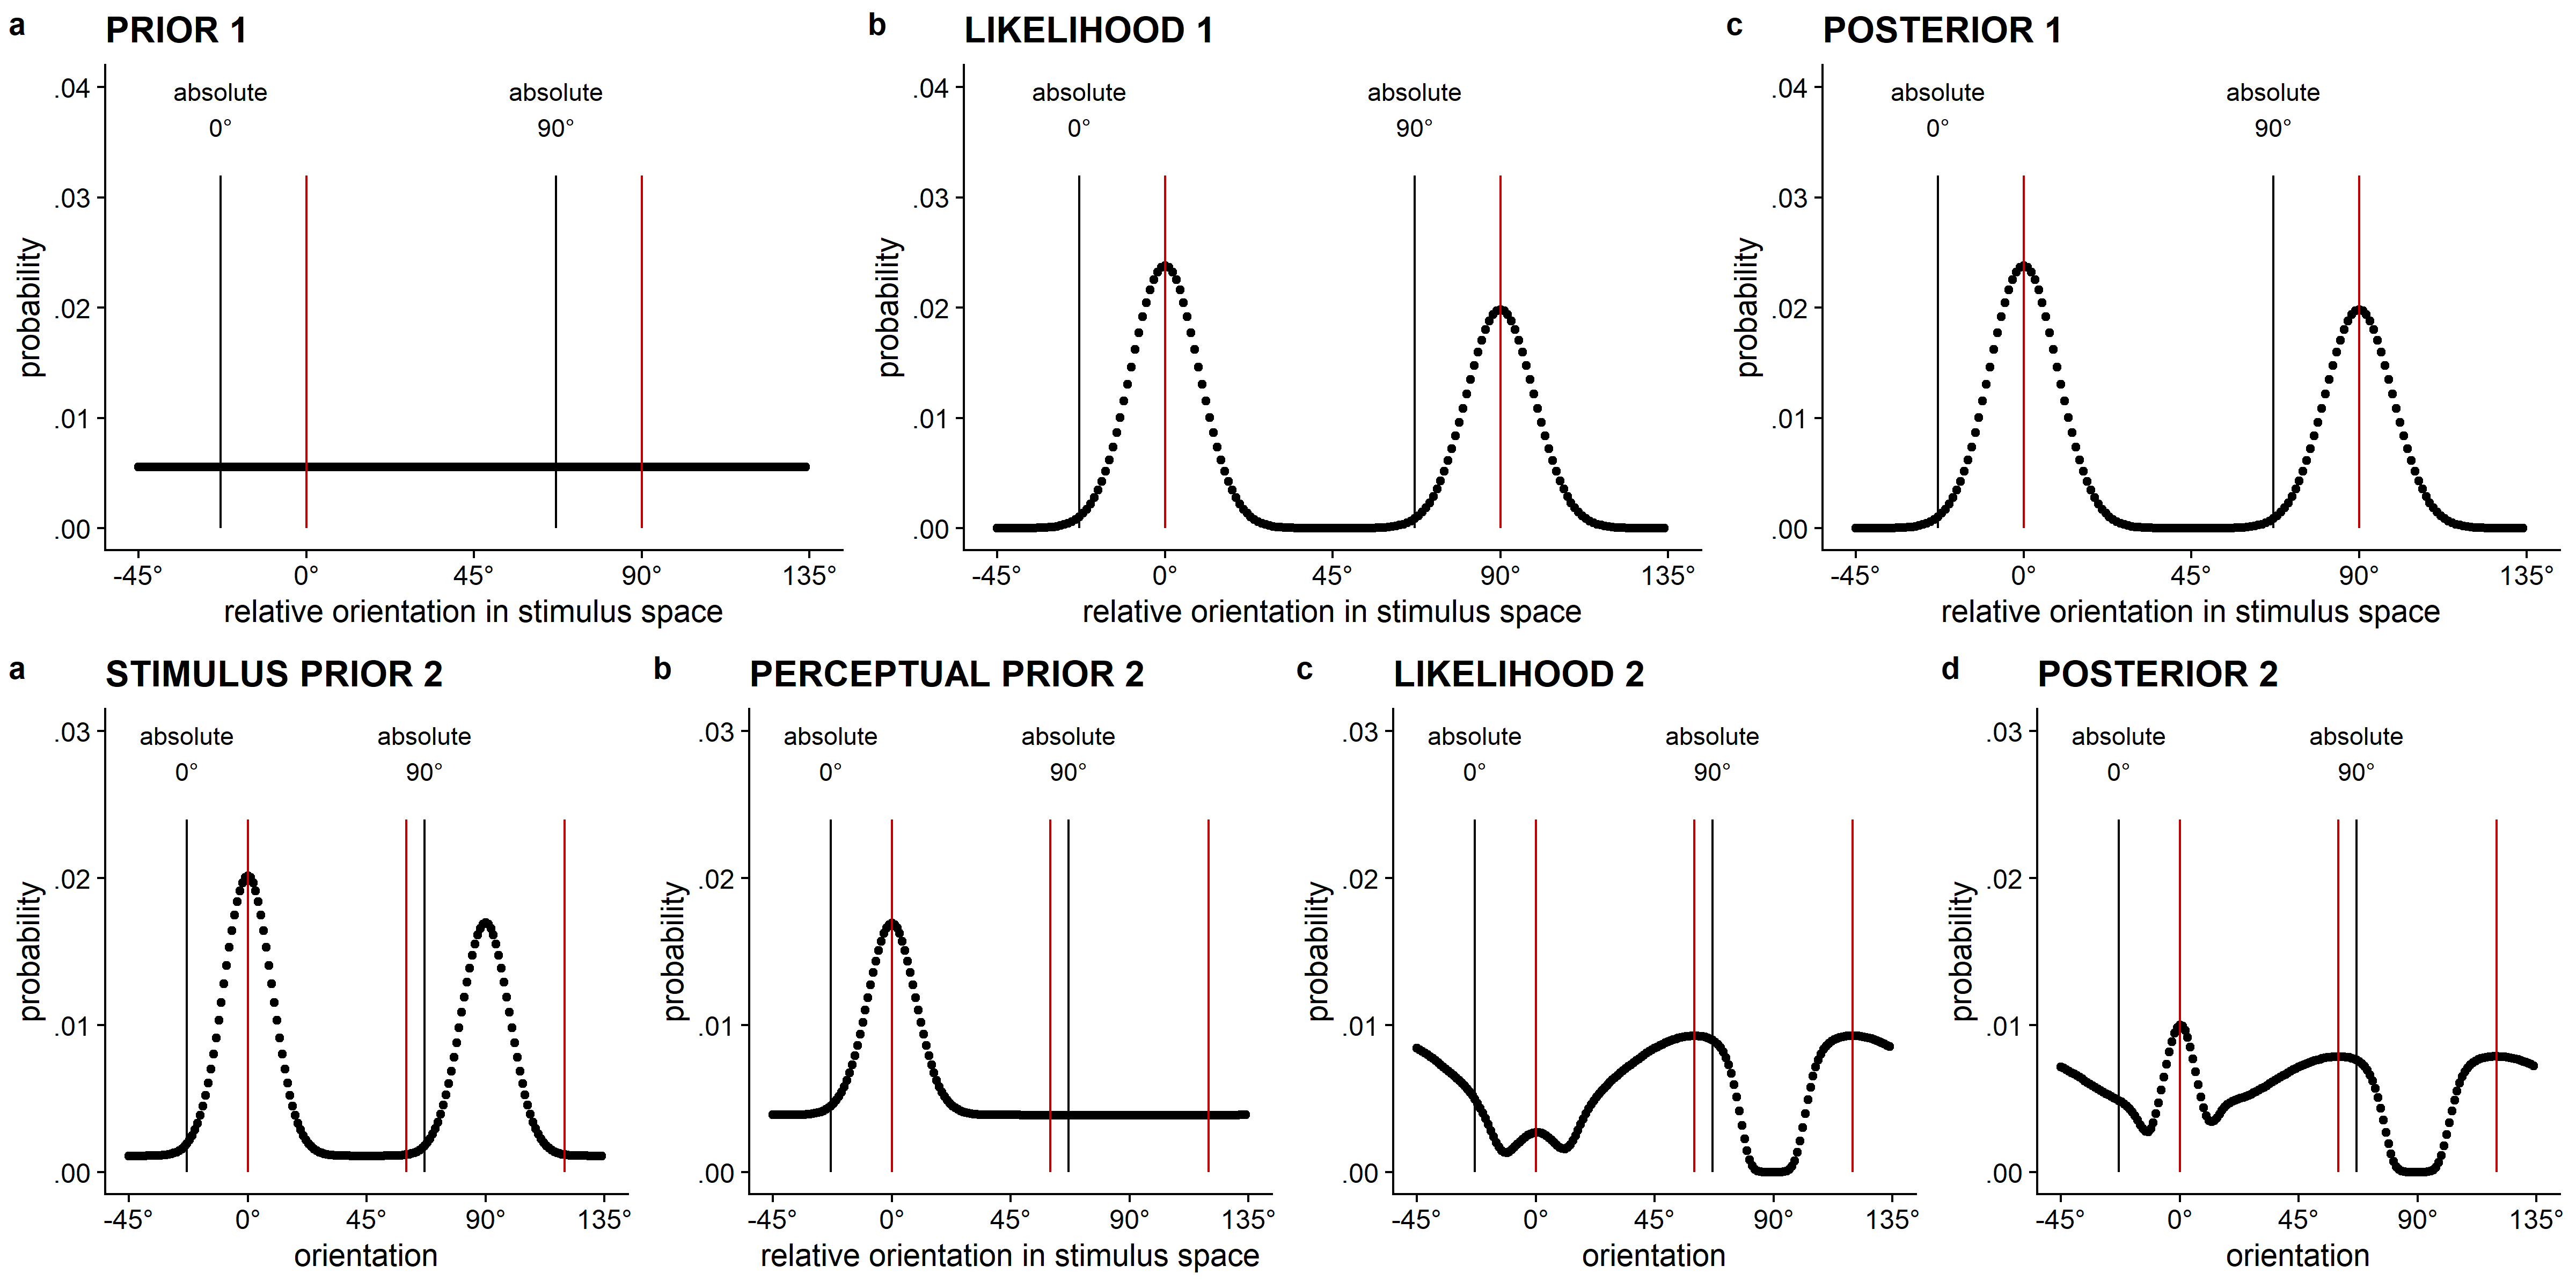 a PRIOR 1
.04
.03
.02
.01
.00
probability
absolute
0°
absolute
90°
-45° 0° 45° 90° 135°
relative orientation in stimulus space
b LIKELIHOOD 1
.04
.03
.02
.01
.00
probability
absolute
0°
absolute
90°
-45° 0° 45° 90° 135°
relative orientation in stimulus space
c POSTERIOR 1
.04
.03
.02
.01
.00
probability
absolute
0°
absolute
90°
-45° 0° 45° 90° 135°
relative orientation in stimulus space
a STIMULUS PRIOR 2
.03
.02
.01
.00
probability
absolute
0°
absolute
90°
-45° 0° 45° 90° 135°
orientation
b PERCEPTUAL PRIOR 2
.03
.02
.01
.00
probability
absolute
0°
absolute
90°
-45° 0° 45° 90° 135°
relative orientation in stimulus space
c LIKELIHOOD 2
.03
.02
.01
.00
probability
absolute
0°
absolute
90°
-45° 0° 45° 90° 135°
orientation
d POSTERIOR 2
.03
.02
.01
.00
probability
absolute
0°
absolute
90°
-45° 0° 45° 90° 135°
orientation